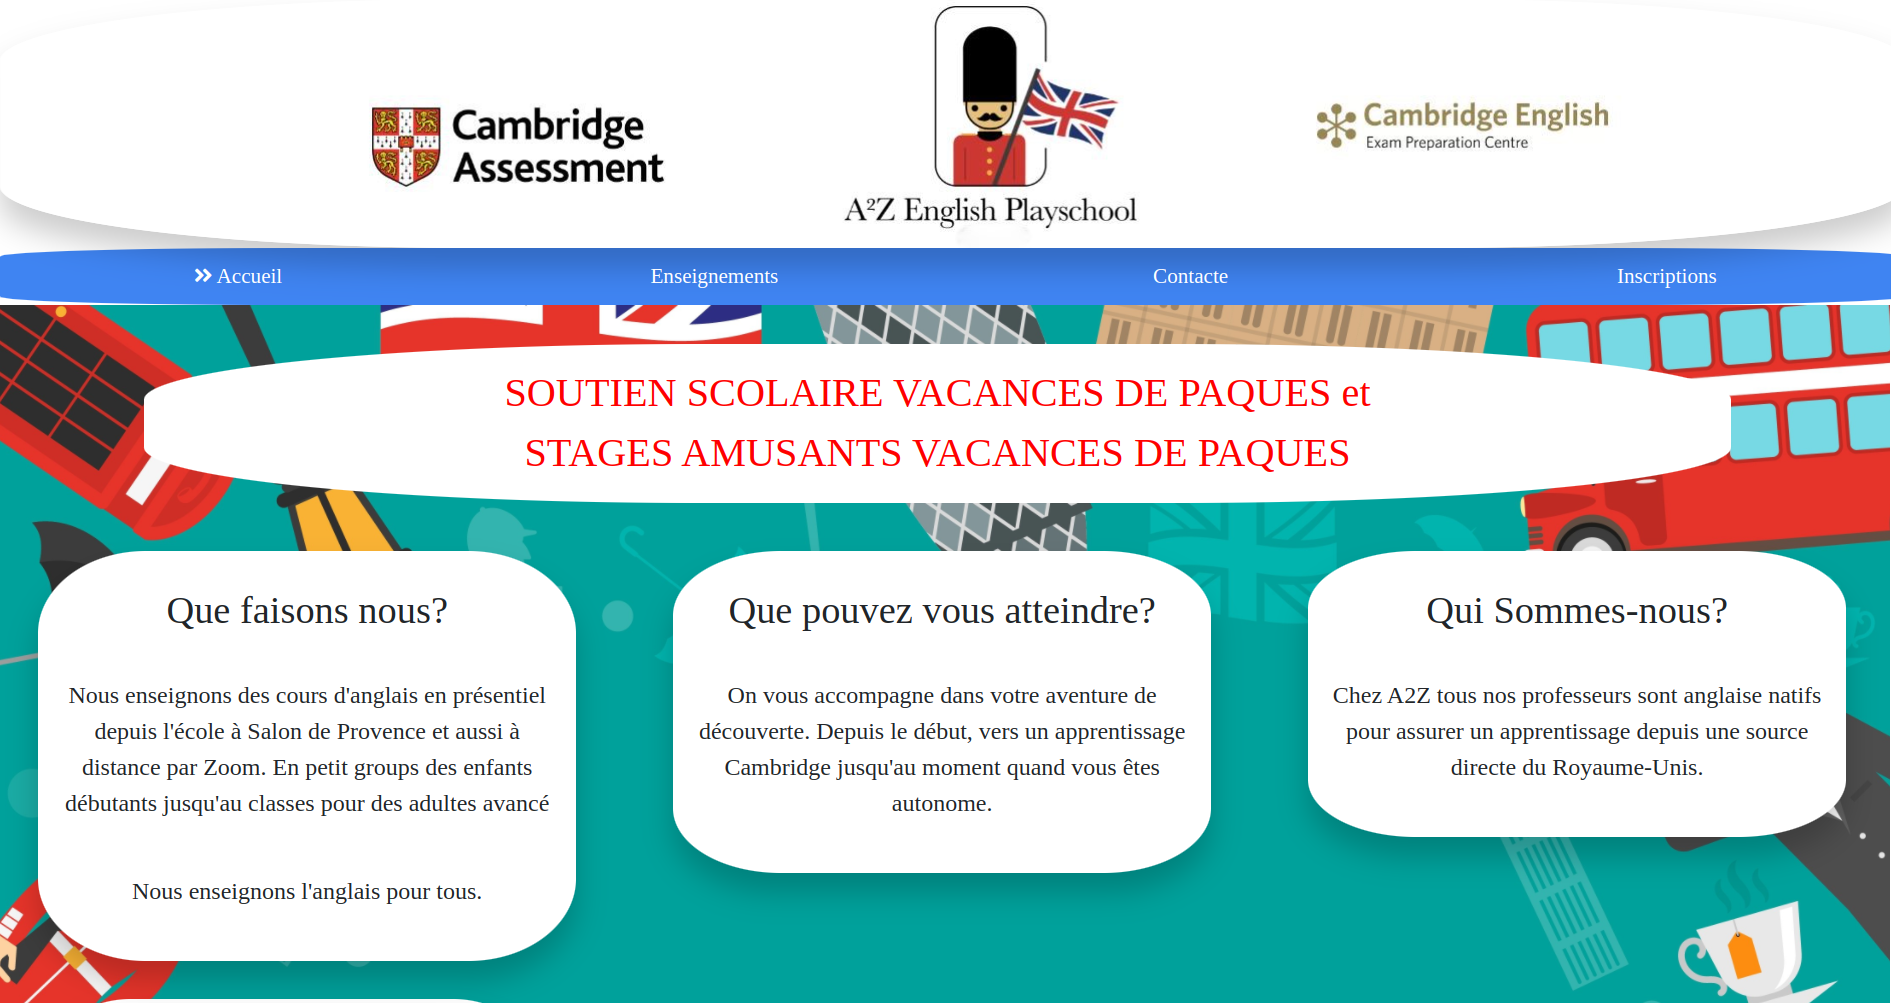 Cambridge
Assessment
A²Z English Playschool
Cambridge English
Exam Preparation Centre
Accueil
Enseignements
Contacte
Inscriptions
SOUTIEN SCOLAIRE VACANCES DE PAQUES et
STAGES AMUSANTS VACANCES DE PAQUES
Que faisons nous?
Nous enseignons des cours d'anglais en présentiel
depuis l'école à Salon de Provence et aussi à
distance par Zoom. En petit groups des enfants
débutants jusqu'au classes pour des adultes avancé
Nous enseignons l'anglais pour tous.
Que pouvez vous atteindre?
On vous accompagne dans votre aventure de
découverte. Depuis le début, vers un apprentissage
Cambridge jusqu'au moment quand vous êtes
autonome.
Qui Sommes-nous?
Chez A2Z tous nos professeurs sont anglaise natifs
pour assurer un apprentissage depuis une source
directe du Royaume-Unis.